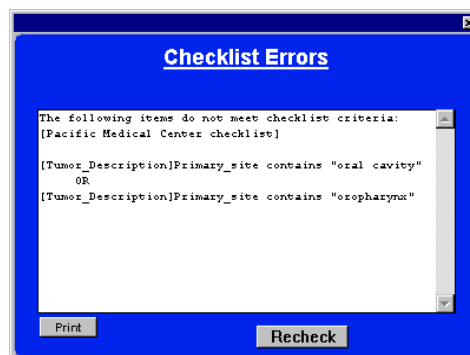 Checklist Errors
The following items do not meet checklist criteria:
[Pacific Medical Center checklist]
[Tumor_Description]Primary_site contains "oral cavity"
OR
[Tumor_Description]Primary_site contains "oropharynx"
Print
Recheck